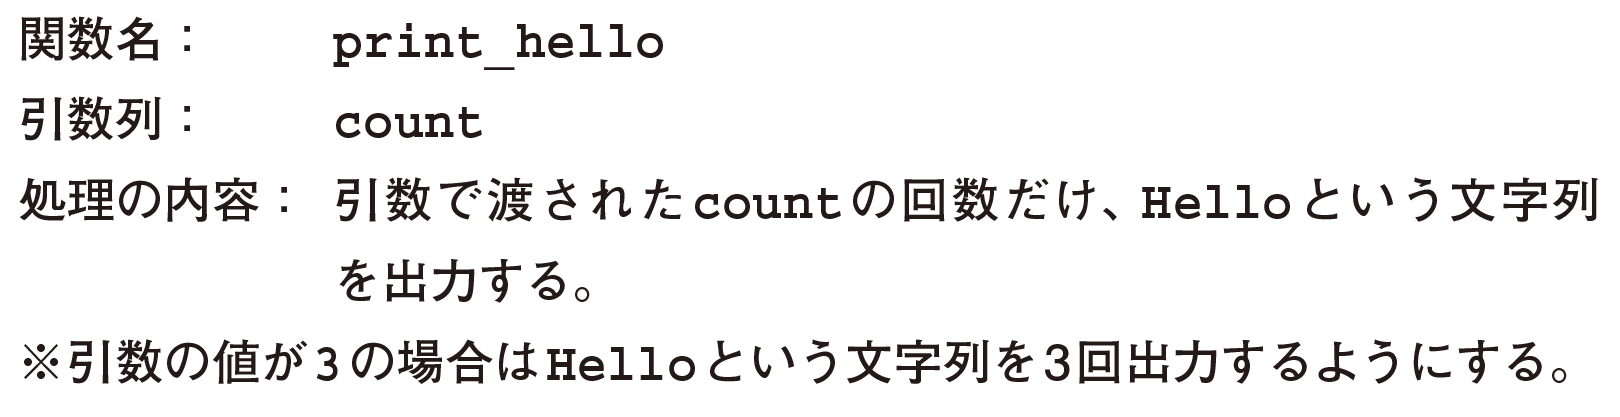 関数名： print_hello
引数列： count
処理の内容： 引数で渡されたcountの回数だけ、Helloという文字列
を出力する。
※引数の値が3の場合はHelloという文字列を3回出力するようにする。